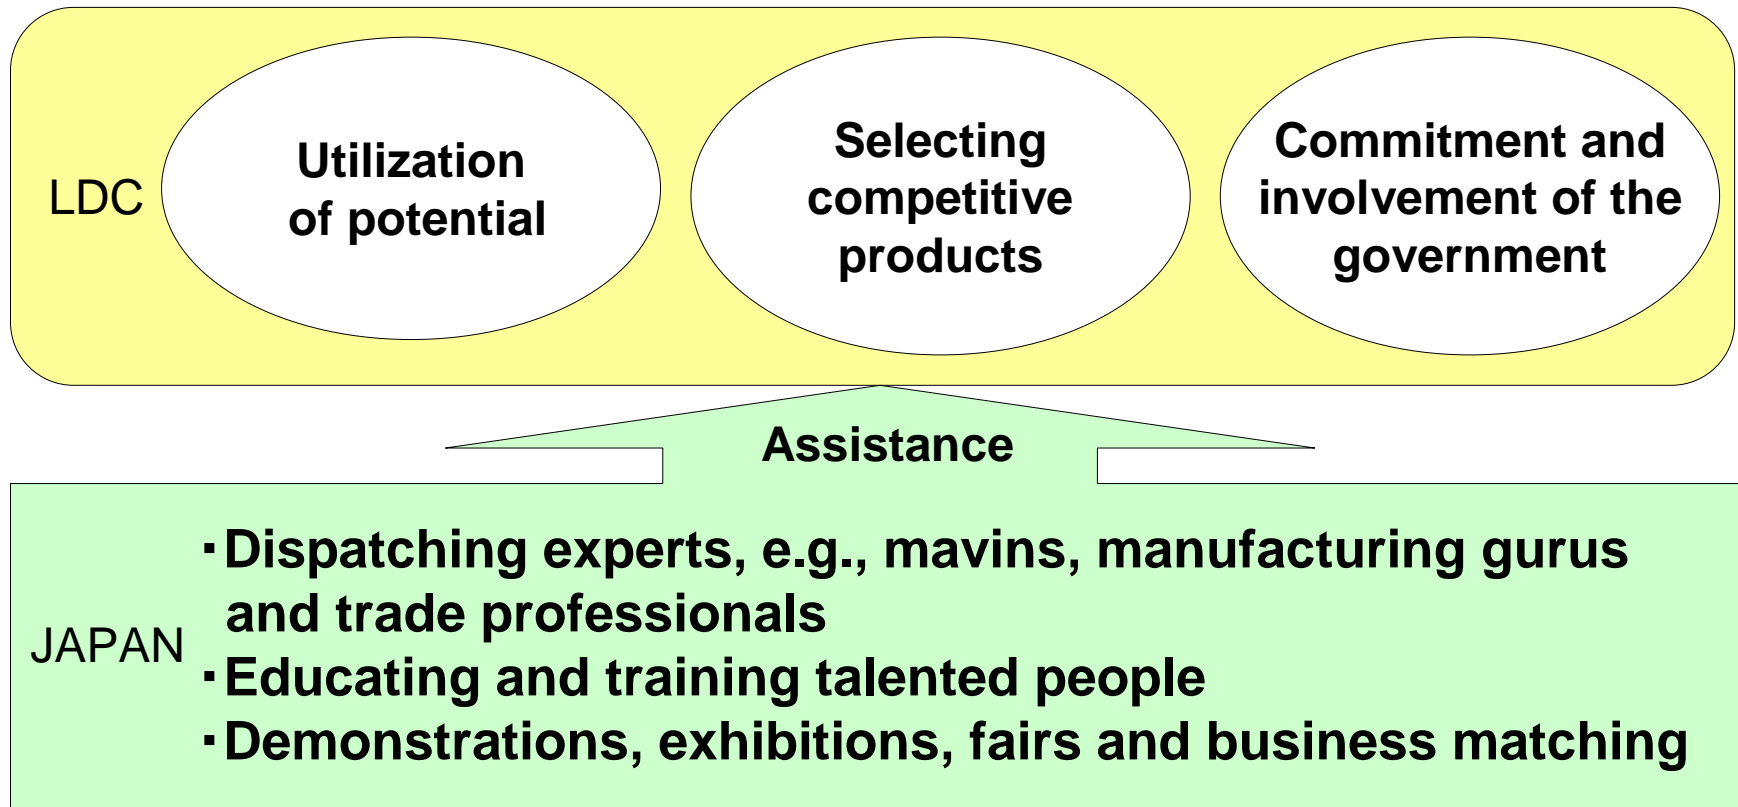 LDC
Utilization
of potential
Selecting
competitive
products
Commitment and
involvement of the
government
Assistance
JAPAN
･Dispatching experts, e.g., mavins, manufacturing gurus
and trade professionals
･Educating and training talented people
･Demonstrations, exhibitions, fairs and business matching